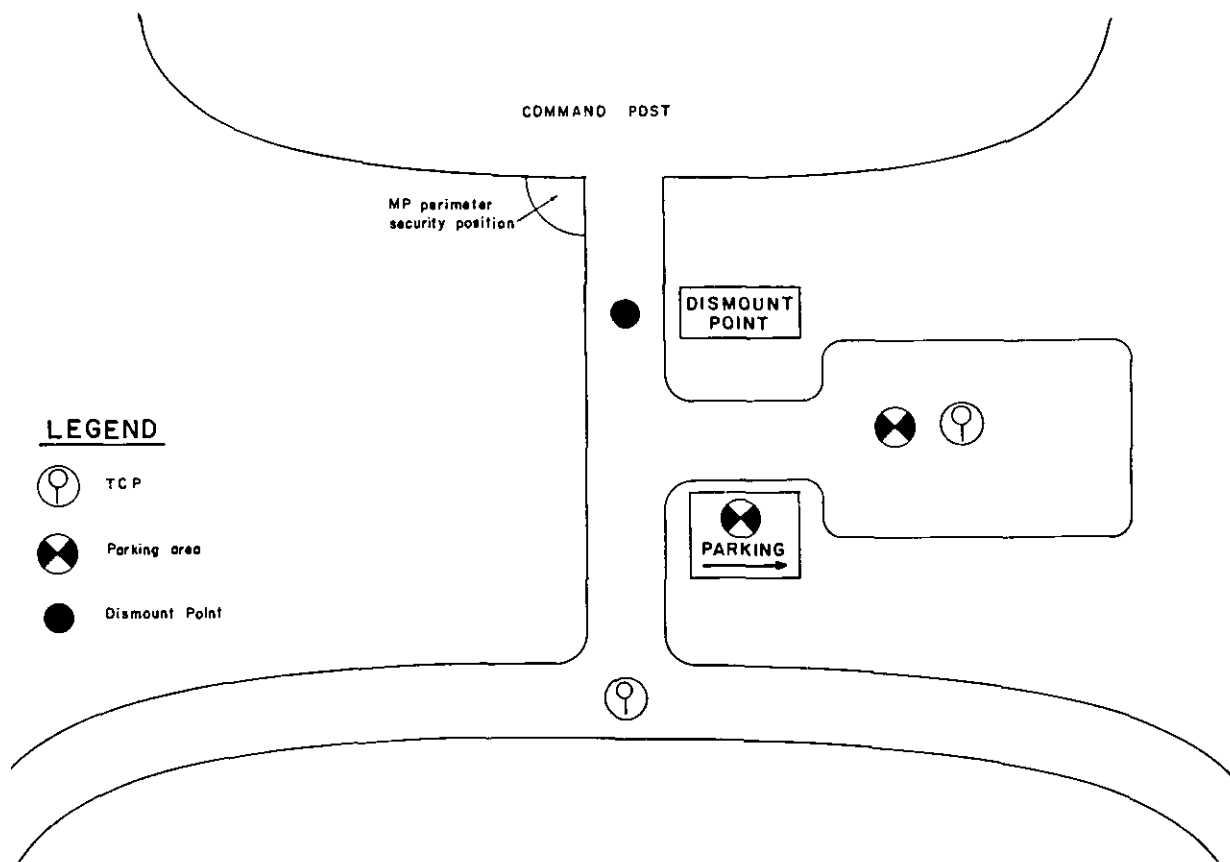 COMMAND POST
MP perimeter
security position
DISMOUNT
POINT
LEGEND
TCP
Parking area
Dismount Point
PARKING